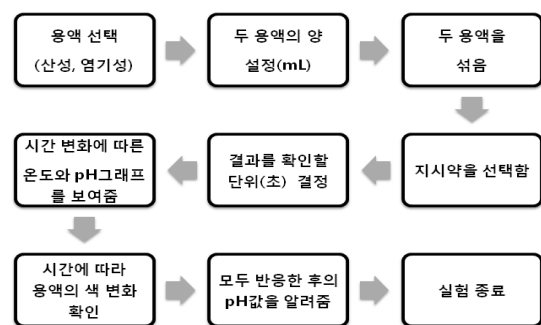 용액 선택
(산성, 염기성)
두 용액의 양
설정(mL)
두 용액을
섞음
지시약을 선택함
결과를 확인할
단위(초) 결정
시간 변화에 따른
온도와 pH그래프
를 보여줌
시간에 따라
용액의 색 변화
확인
모두 반응한 후의
pH값을 알려줌
실험 종료